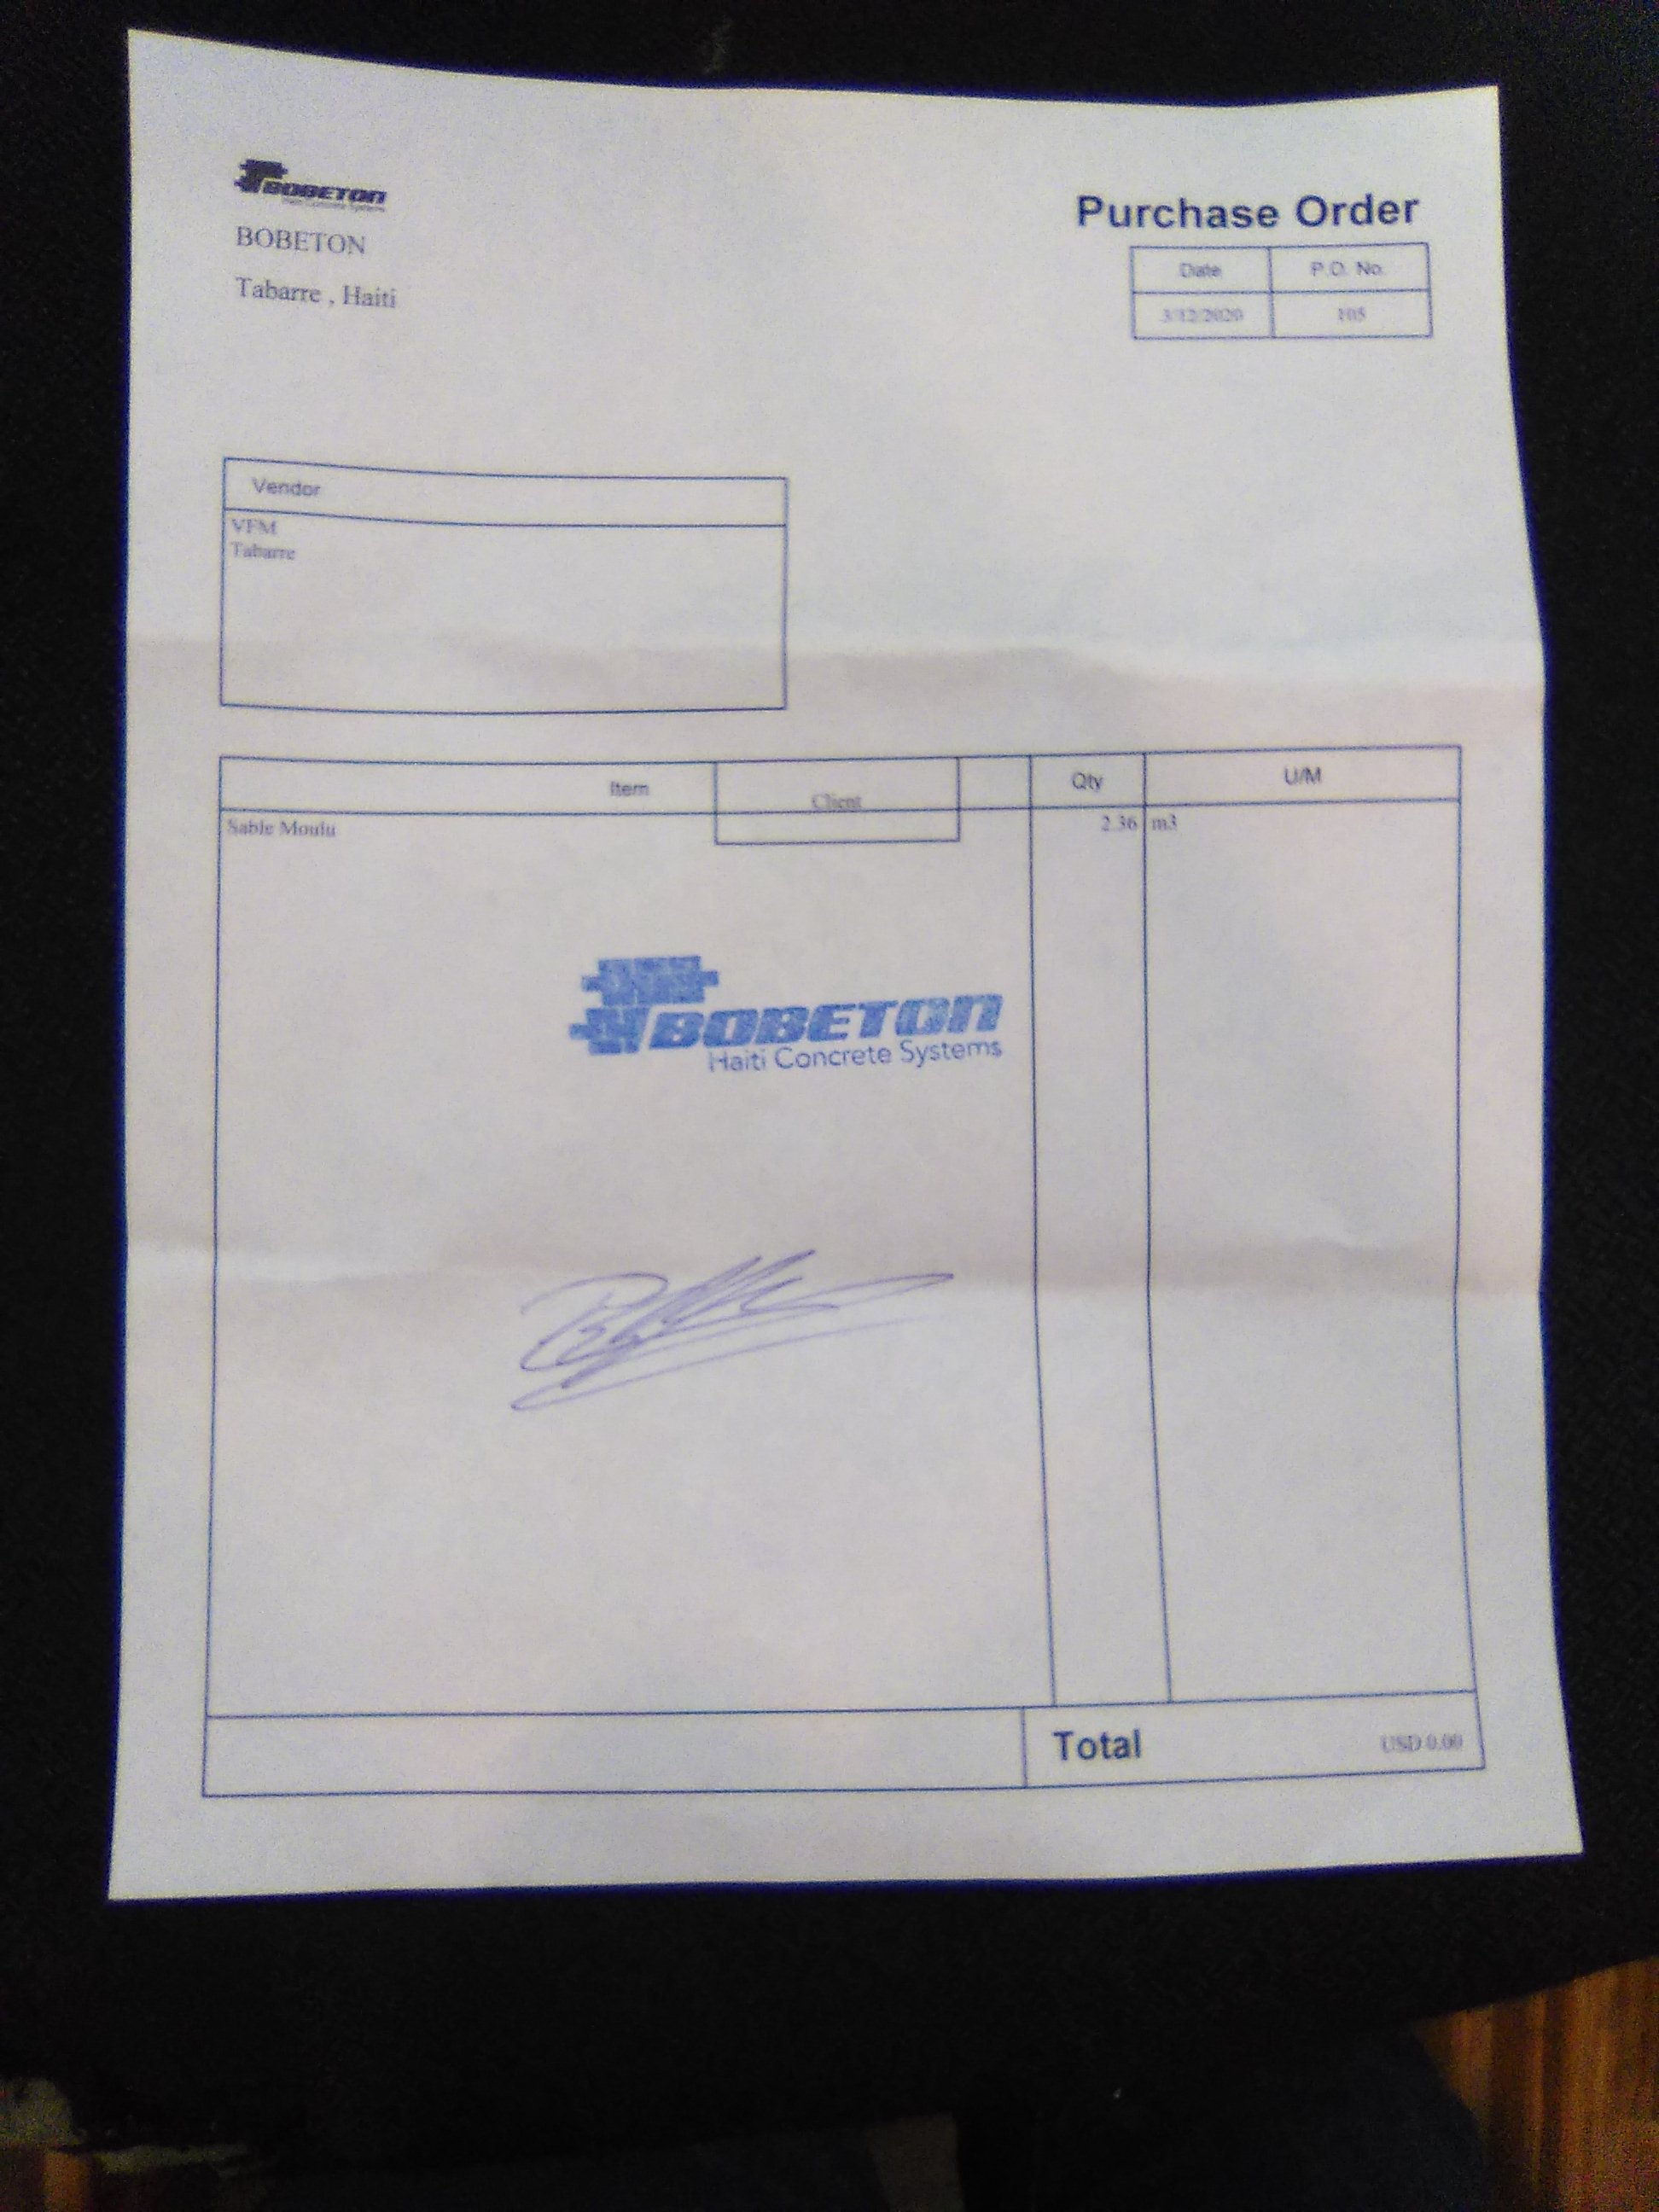 BOBETON
Haiti Concrete Systems
BOBETON
Tabarre , Haiti
Purchase Order
Date P.O. No.
3/12/2020 105
Vendor
VFM
Tabarre
Item Client Qty U/M
Sable Moulu 2.36 m3
BOBETON
Haiti Concrete Systems
Total USD 0.00